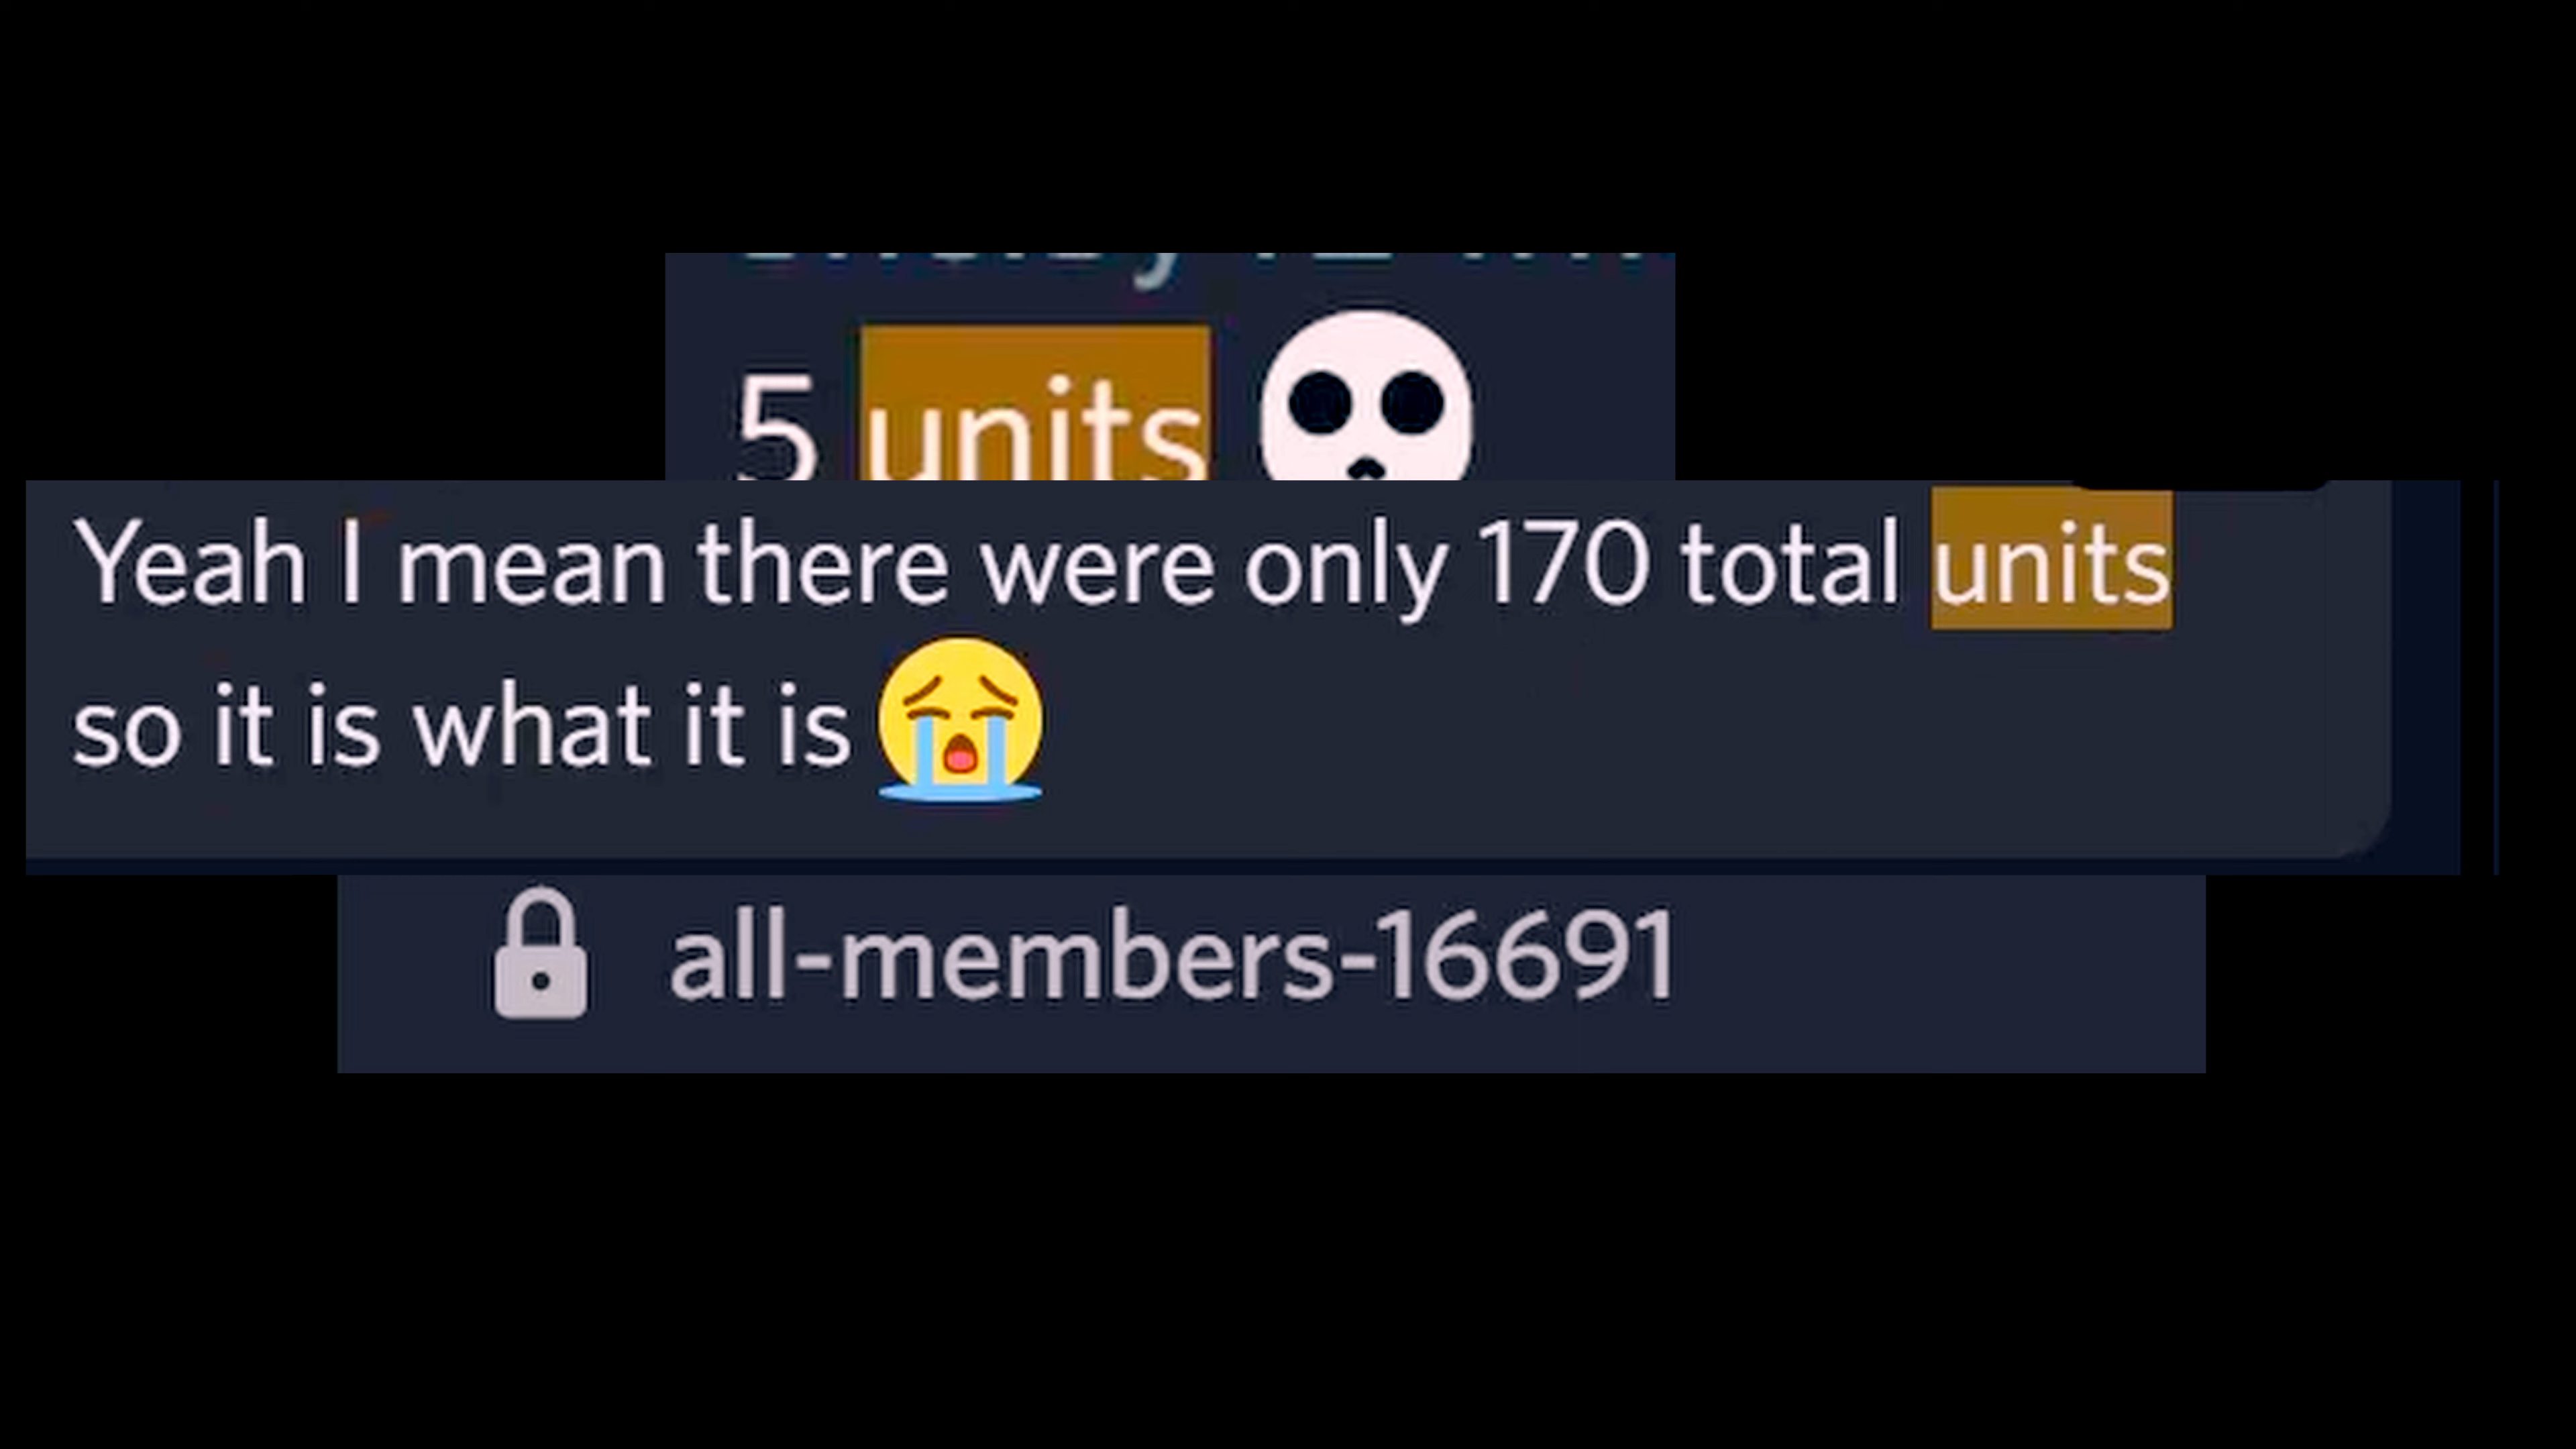 5 units
Yeah I mean there were only 170 total units
so it is what it is 😭
all-members-16691